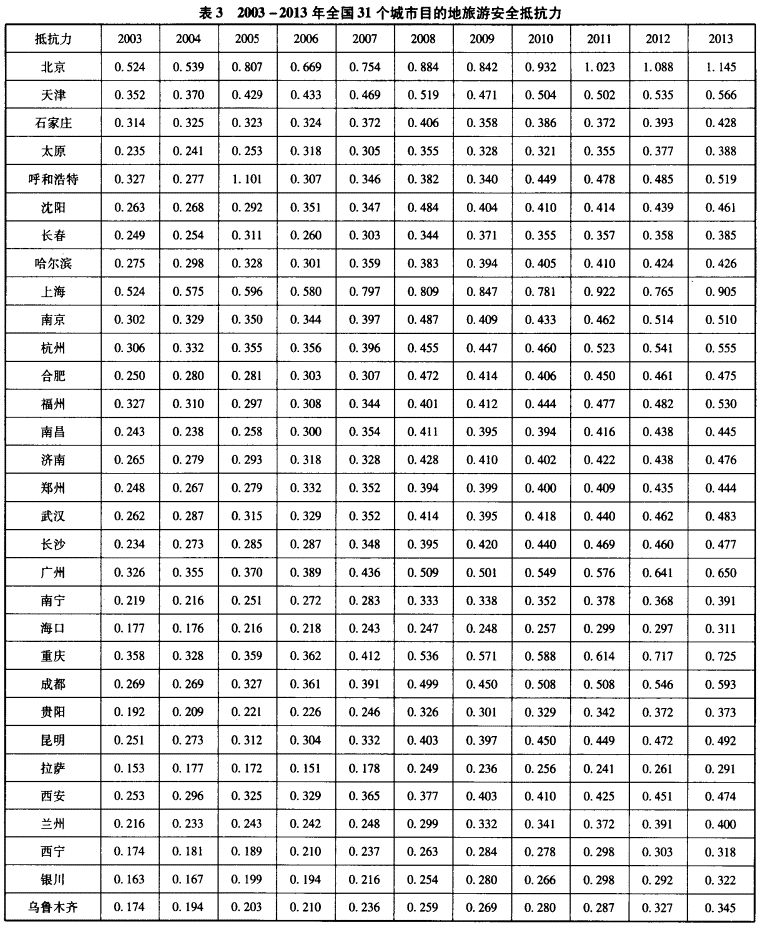 表 3 2003-2013 年全国 31 个城市目的地旅游安全抵抗力
抵抗力 2003 2004 2005 2006 2007 2008 2009 2010 2011 2012 2013
北京 0.524 0.539 0.807 0.669 0.754 0.884 0.842 0.932 1.023 1.088 1.145
天津 0.352 0.370 0.429 0.433 0.469 0.519 0.471 0.504 0.502 0.535 0.566
石家庄 0.314 0.325 0.323 0.324 0.372 0.406 0.358 0.386 0.372 0.393 0.428
太原 0.235 0.241 0.253 0.318 0.305 0.355 0.328 0.321 0.355 0.377 0.388
呼和浩特 0.327 0.277 1.101 0.307 0.346 0.382 0.340 0.449 0.478 0.485 0.519
沈阳 0.263 0.268 0.292 0.351 0.347 0.484 0.404 0.410 0.414 0.439 0.461
长春 0.249 0.254 0.311 0.260 0.303 0.344 0.371 0.355 0.357 0.358 0.385
哈尔滨 0.275 0.298 0.328 0.301 0.359 0.383 0.394 0.405 0.410 0.424 0.426
上海 0.524 0.575 0.596 0.580 0.797 0.809 0.847 0.781 0.922 0.765 0.905
南京 0.302 0.329 0.350 0.344 0.397 0.487 0.409 0.433 0.462 0.514 0.510
杭州 0.306 0.332 0.355 0.356 0.396 0.455 0.447 0.460 0.523 0.541 0.555
合肥 0.250 0.280 0.281 0.303 0.307 0.472 0.414 0.406 0.450 0.461 0.475
福州 0.327 0.310 0.297 0.308 0.344 0.401 0.412 0.444 0.477 0.482 0.530
南昌 0.243 0.238 0.258 0.300 0.354 0.411 0.395 0.394 0.416 0.438 0.445
济南 0.265 0.279 0.293 0.318 0.328 0.428 0.410 0.402 0.422 0.438 0.476
郑州 0.248 0.267 0.279 0.332 0.352 0.394 0.399 0.400 0.409 0.435 0.444
武汉 0.262 0.287 0.315 0.329 0.352 0.414 0.395 0.418 0.440 0.462 0.483
长沙 0.234 0.273 0.285 0.287 0.348 0.395 0.420 0.440 0.469 0.460 0.477
广州 0.326 0.355 0.370 0.389 0.436 0.509 0.501 0.549 0.576 0.641 0.650
南宁 0.219 0.216 0.251 0.272 0.283 0.333 0.338 0.352 0.378 0.368 0.391
海口 0.177 0.176 0.216 0.218 0.243 0.247 0.248 0.257 0.299 0.297 0.311
重庆 0.358 0.328 0.359 0.362 0.412 0.536 0.571 0.588 0.614 0.717 0.725
成都 0.269 0.269 0.327 0.361 0.391 0.499 0.450 0.508 0.508 0.546 0.593
贵阳 0.192 0.209 0.221 0.226 0.246 0.326 0.301 0.329 0.342 0.372 0.373
昆明 0.251 0.273 0.312 0.304 0.332 0.403 0.397 0.450 0.449 0.472 0.492
拉萨 0.153 0.177 0.172 0.151 0.178 0.249 0.236 0.256 0.241 0.261 0.291
西安 0.253 0.296 0.325 0.329 0.365 0.377 0.403 0.410 0.425 0.451 0.474
兰州 0.216 0.233 0.243 0.242 0.248 0.299 0.332 0.341 0.372 0.391 0.400
西宁 0.174 0.181 0.189 0.210 0.237 0.263 0.284 0.278 0.298 0.303 0.318
银川 0.163 0.167 0.199 0.194 0.216 0.254 0.280 0.266 0.298 0.292 0.322
乌鲁木齐 0.174 0.194 0.203 0.210 0.236 0.259 0.269 0.280 0.287 0.327 0.345